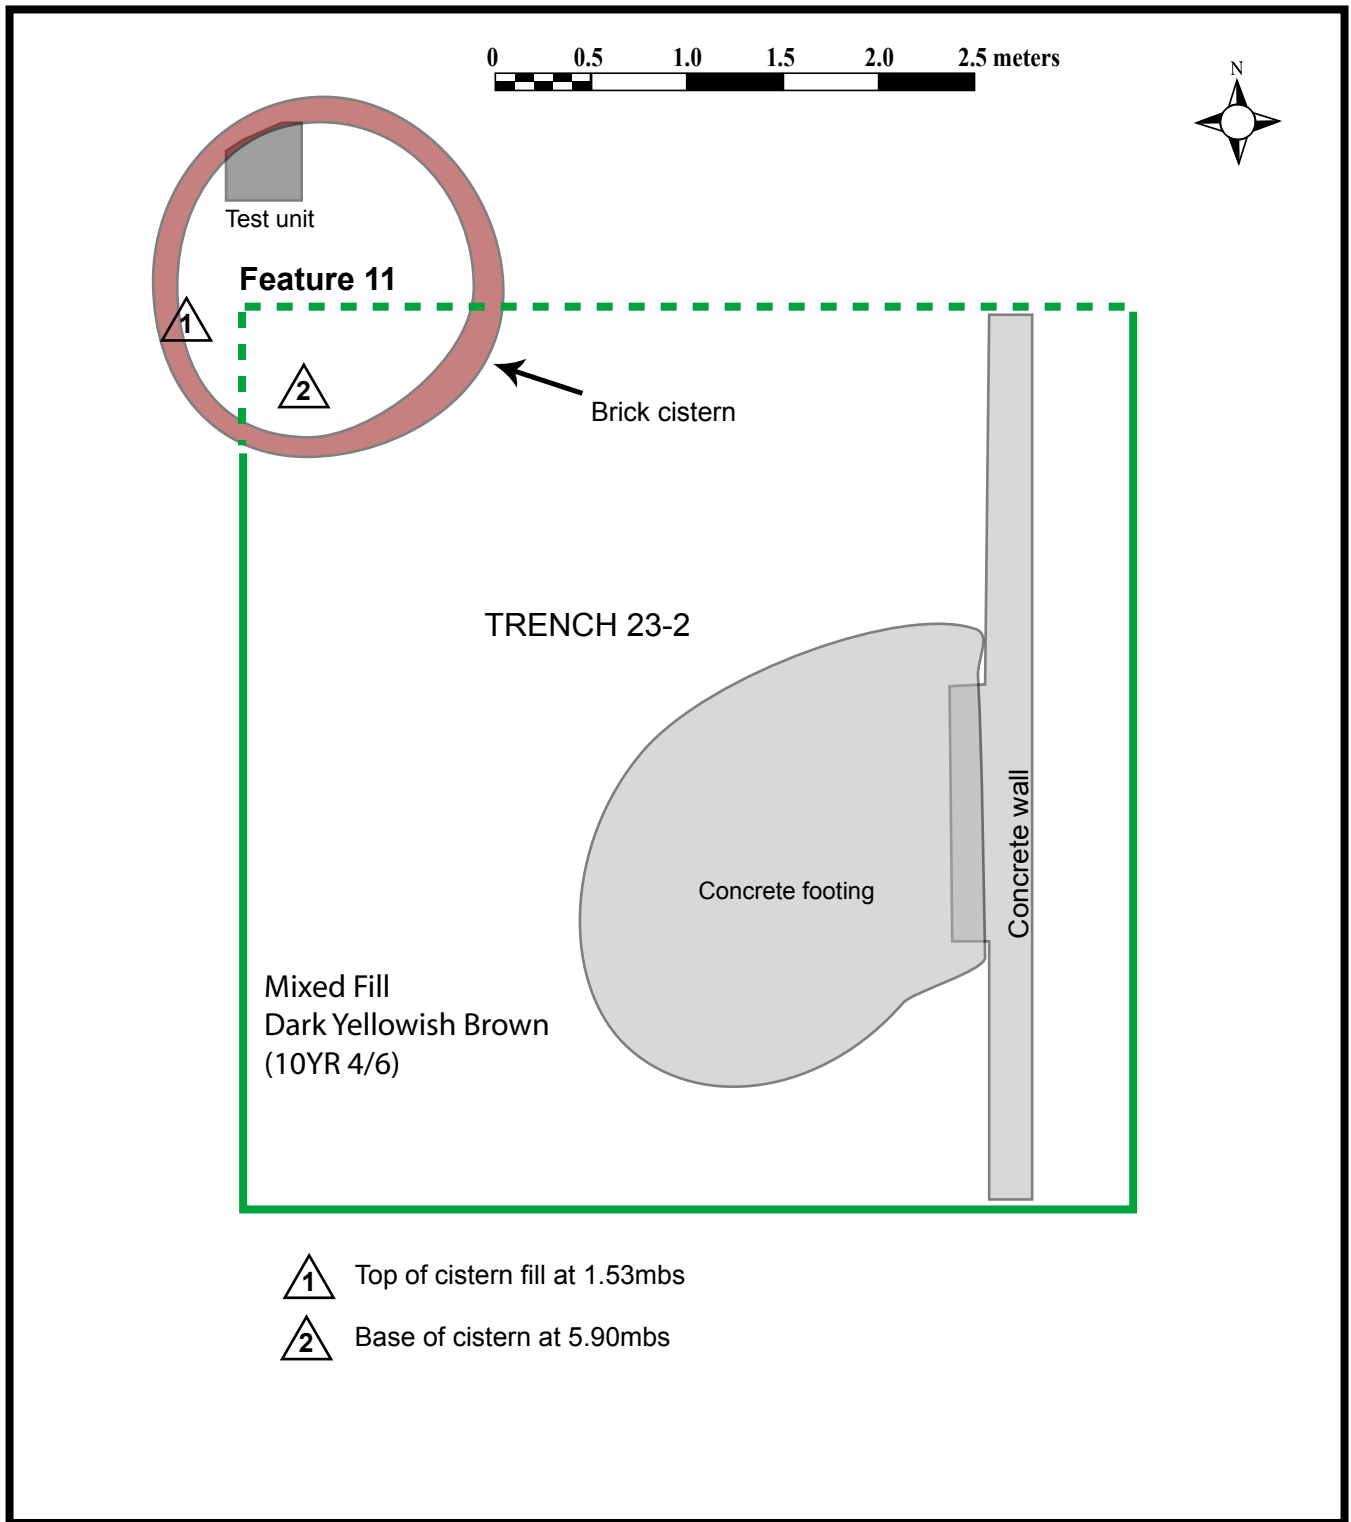 0 0.5 1.0 1.5 2.0 2.5 meters
N
Test unit
Feature 11
1
2
Brick cistern
TRENCH 23-2
Concrete wall
Concrete footing
Mixed Fill
Dark Yellowish Brown
(10YR 4/6)
1 Top of cistern fill at 1.53mbs
2 Base of cistern at 5.90mbs